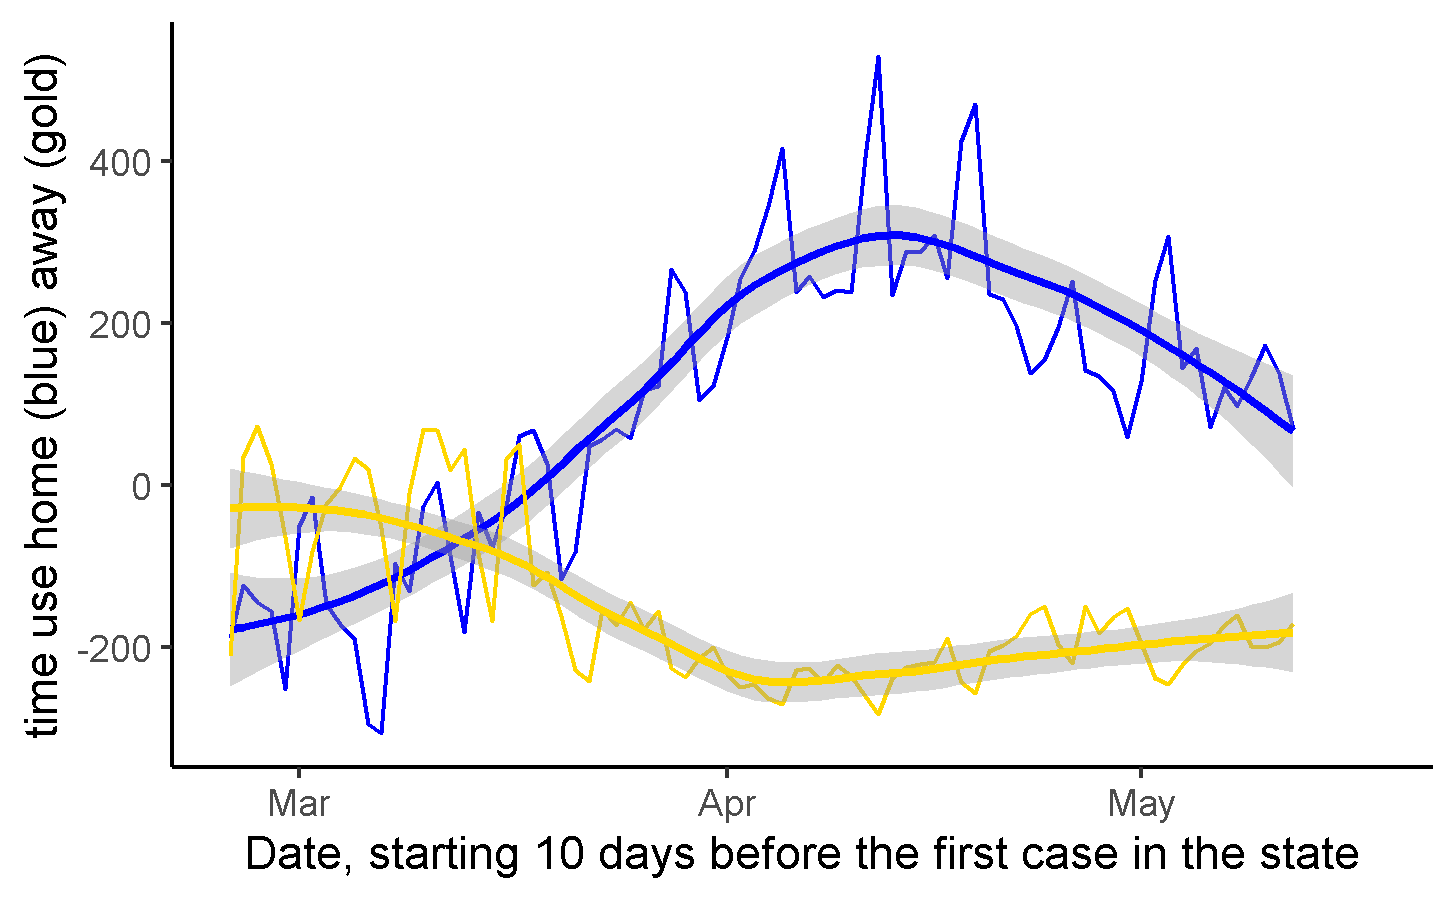 time use home (blue) away (gold)
400
200
0
-200
Mar
Apr
May
Date, starting 10 days before the first case in the state